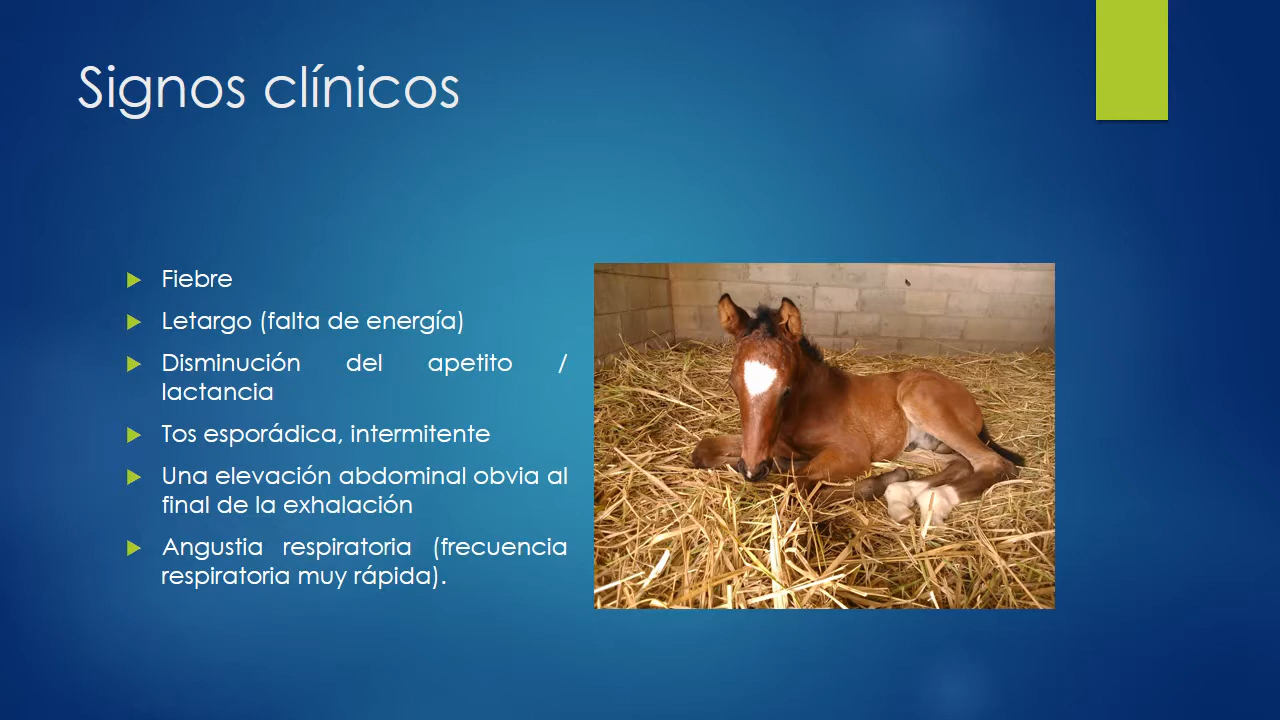 Signos clínicos
Fiebre
Letargo (falta de energía)
Disminución del apetito /
lactancia
Tos esporádica, intermitente
Una elevación abdominal obvia al
final de la exhalación
Angustia respiratoria (frecuencia
respiratoria muy rápida).